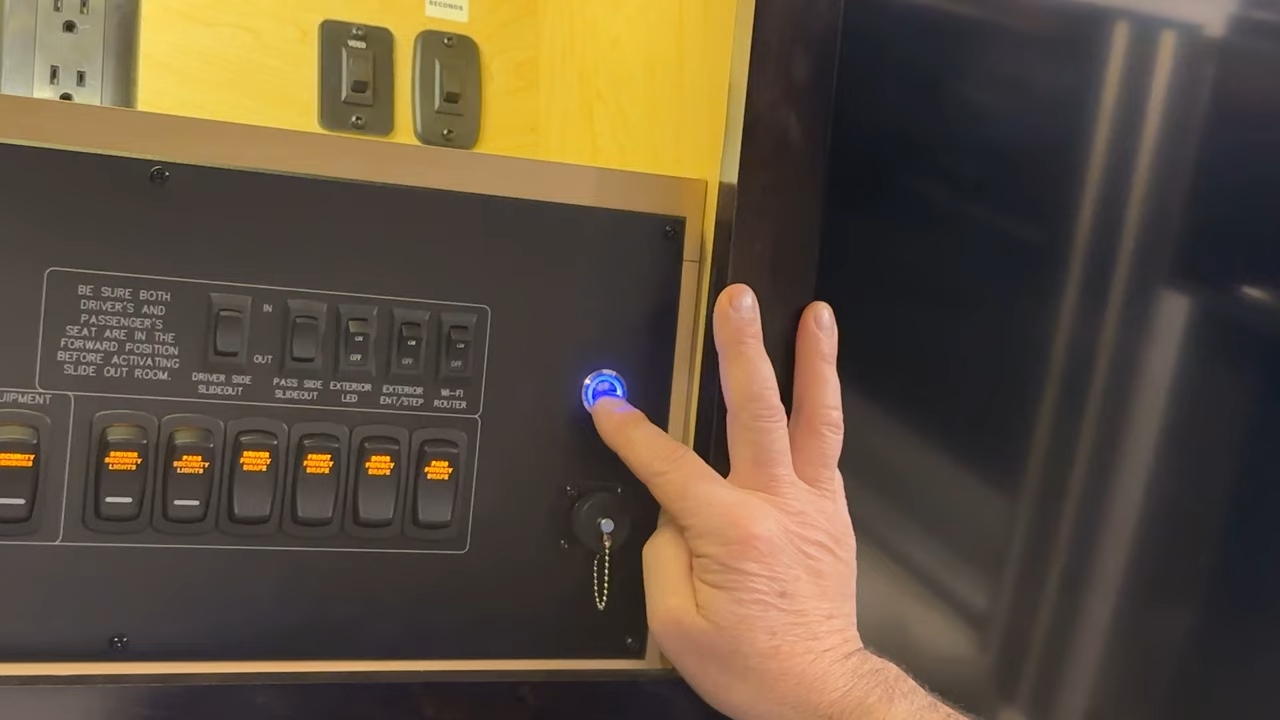 SECONDS
VIDEO
BE SURE BOTH
DRIVER'S AND
PASSENGER'S
SEAT ARE IN THE
FORWARD POSITION
BEFORE ACTIVATING
SLIDE OUT ROOM.
IN
OUT
DRIVER SIDE
SLIDEOUT
PASS SIDE
SLIDEOUT
ON
OFF
EXTERIOR
LED
ON
OFF
EXTERIOR
ENT/STEP
ON
OFF
WI-FI
ROUTER
UIPMENT
SECURITY
DRIVER
SECURITY
LIGHTS
PASS
SECURITY
LIGHTS
DRIVER
PRIVACY
DRAPE
FRONT
PRIVACY
DRAPE
DOOR
PRIVACY
DRAPE
PASS
PRIVACY
DRAPE